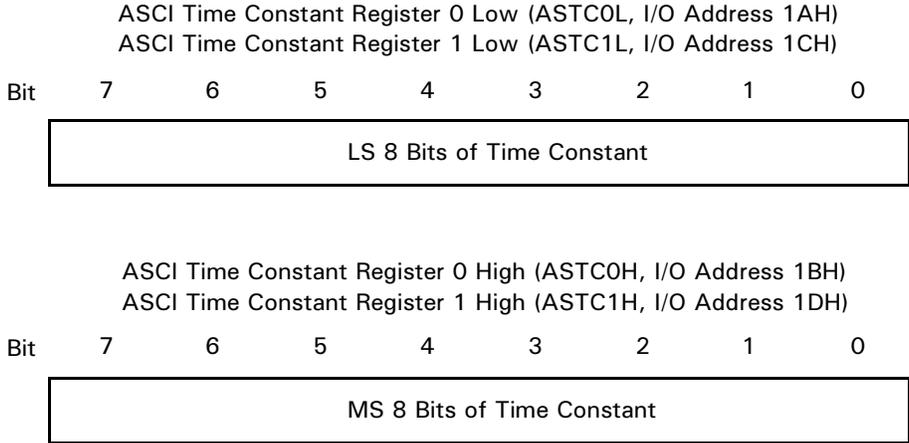 ASCI Time Constant Register 0 Low (ASTC0L, I/O Address 1AH)
ASCI Time Constant Register 1 Low (ASTC1L, I/O Address 1CH)
Bit 7 6 5 4 3 2 1 0
LS 8 Bits of Time Constant
ASCI Time Constant Register 0 High (ASTC0H, I/O Address 1BH)
ASCI Time Constant Register 1 High (ASTC1H, I/O Address 1DH)
Bit 7 6 5 4 3 2 1 0
MS 8 Bits of Time Constant